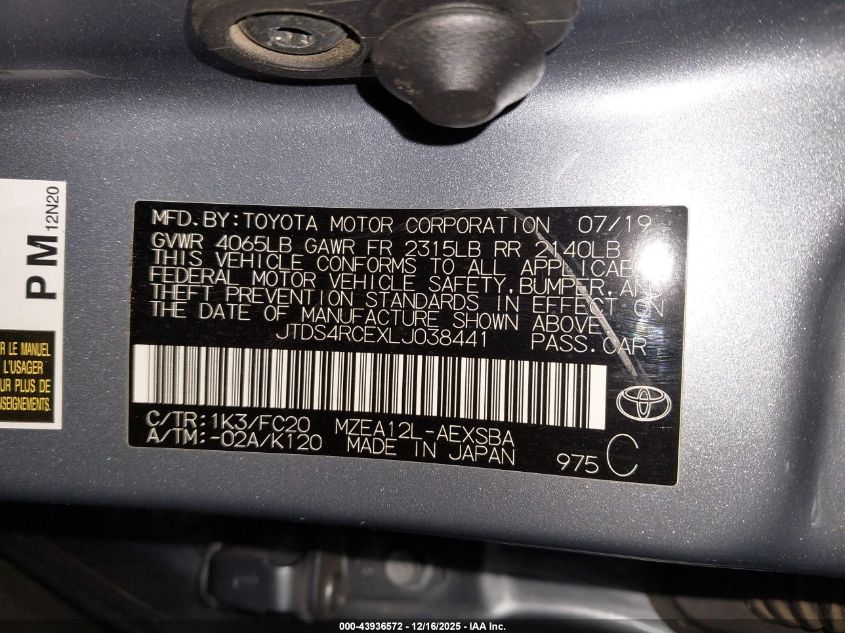 P M 12N20
R LE MANUEL
L'USAGER
UR PLUS DE
NSEIGNEMENTS.
MFD. BY: TOYOTA MOTOR CORPORATION 07/19
GVWR 4065LB GAWR FR 2315LB RR 2140LB
THIS VEHICLE CONFORMS TO ALL APPLICABLE
FEDERAL MOTOR VEHICLE SAFETY, BUMPER, AND
THEFT PREVENTION STANDARDS IN EFFECT ON
THE DATE OF MANUFACTURE SHOWN ABOVE.
JTDS4RCEXLJ038441 PASS. CAR
C/TR: 1K3/FC20 MZEA12L-AEXSBA
A/TM: -02A/K120 MADE IN JAPAN
975 C
000-43936572 - 12/16/2025 - IAA Inc.